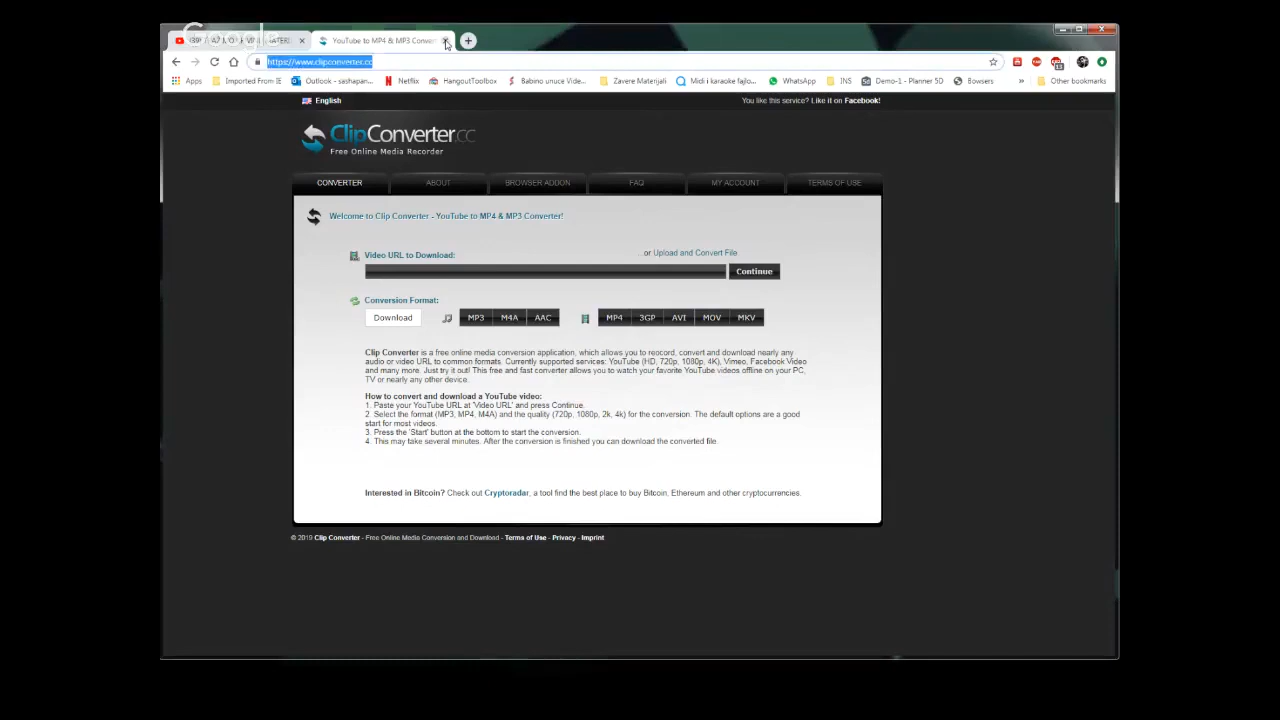 Google
YouTube to MP4 & MP3 Conver
https://www.clipconverter.cc
Apps Imported From IE Outlook - sashapan... Netflix HangoutToolbox Babino unuce Vide... Zavere Materijali Midi i karaoke fajlo... WhatsApp INS Demo-1 - Planner 5D Bowsers » Other bookmarks
English You like this service? Like it on Facebook!
ClipConverter.cc
Free Online Media Recorder
CONVERTER ABOUT BROWSER ADDON FAQ MY ACCOUNT TERMS OF USE
Welcome to Clip Converter - YouTube to MP4 & MP3 Converter!
Video URL to Download: ...or Upload and Convert File.
Continue
Conversion Format:
Download MP3 M4A AAC MP4 3GP AVI MOV MKV
Clip Converter is a free online media conversion application, which allows you to reocord, convert and download nearly any
audio or video URL to common formats. Currently supported services: YouTube (HD, 720p, 1080p, 4K), Vimeo, Facebook Video
and many more. Just try it out! This free and fast converter allows you to watch your favorite YouTube videos offline on your PC,
TV or nearly any other device.
How to convert and download a YouTube video:
1. Paste your YouTube URL at 'Video URL' and press Continue.
2. Select the format (MP3, MP4, M4A) and the quality (720p, 1080p, 2k, 4k) for the conversion. The default options are a good
start for most videos.
3. Press the 'Start' button at the bottom to start the conversion.
4. This may take several minutes. After the conversion is finished you can download the converted file.
Interested in Bitcoin? Check out Cryptoradar, a tool find the best place to buy Bitcoin, Ethereum and other cryptocurrencies.
© 2019 Clip Converter - Free Online Media Conversion and Download - Terms of Use - Privacy - Imprint